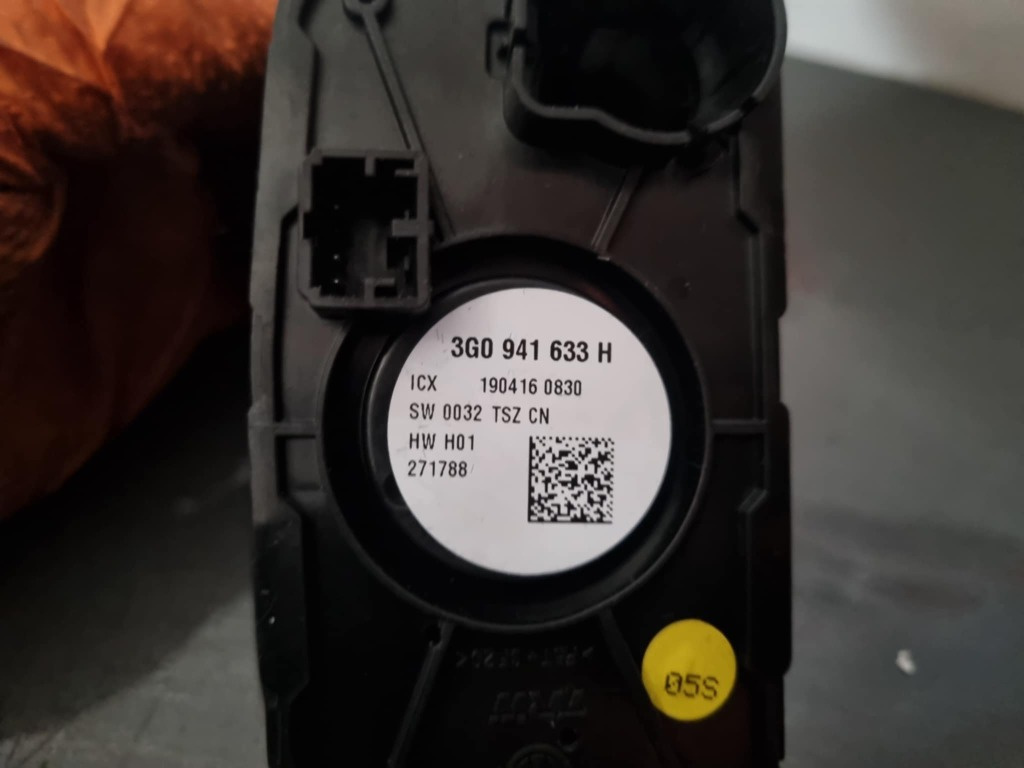 3G0 941 633 H
ICX 190416 0830
SW 0032 TSZ CN
HW H01
271788
05S